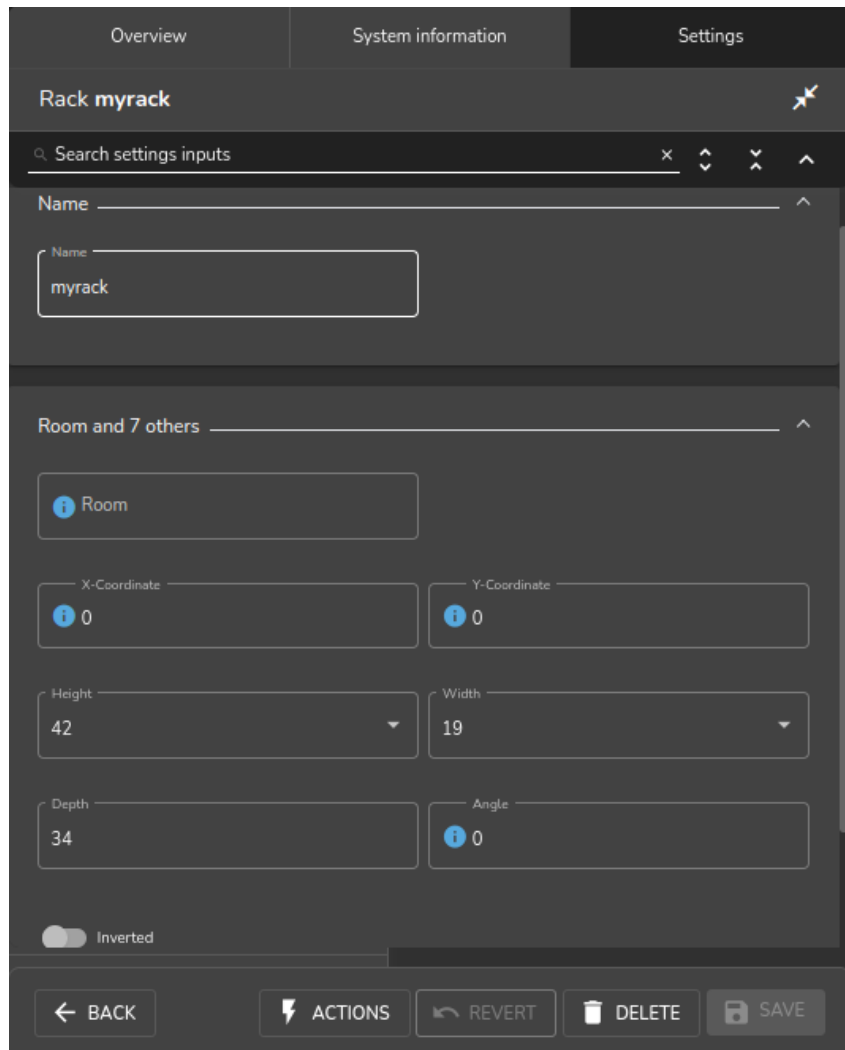 Overview System information Settings
Rack myrack
Search settings inputs
Name
Name
myrack
Room and 7 others
Room
X-Coordinate Y-Coordinate
0 0
Height Width
42 19
Depth Angle
34 0
Inverted
BACK ACTIONS REVERT DELETE SAVE